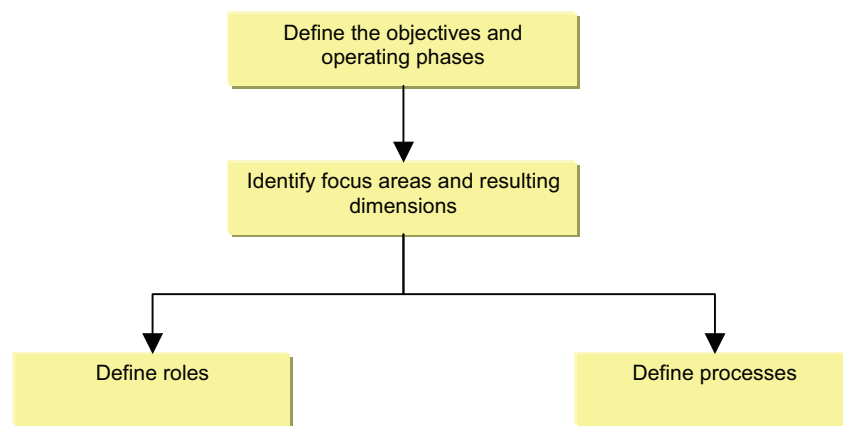 Define the objectives and
operating phases
Identify focus areas and resulting
dimensions
Define roles
Define processes